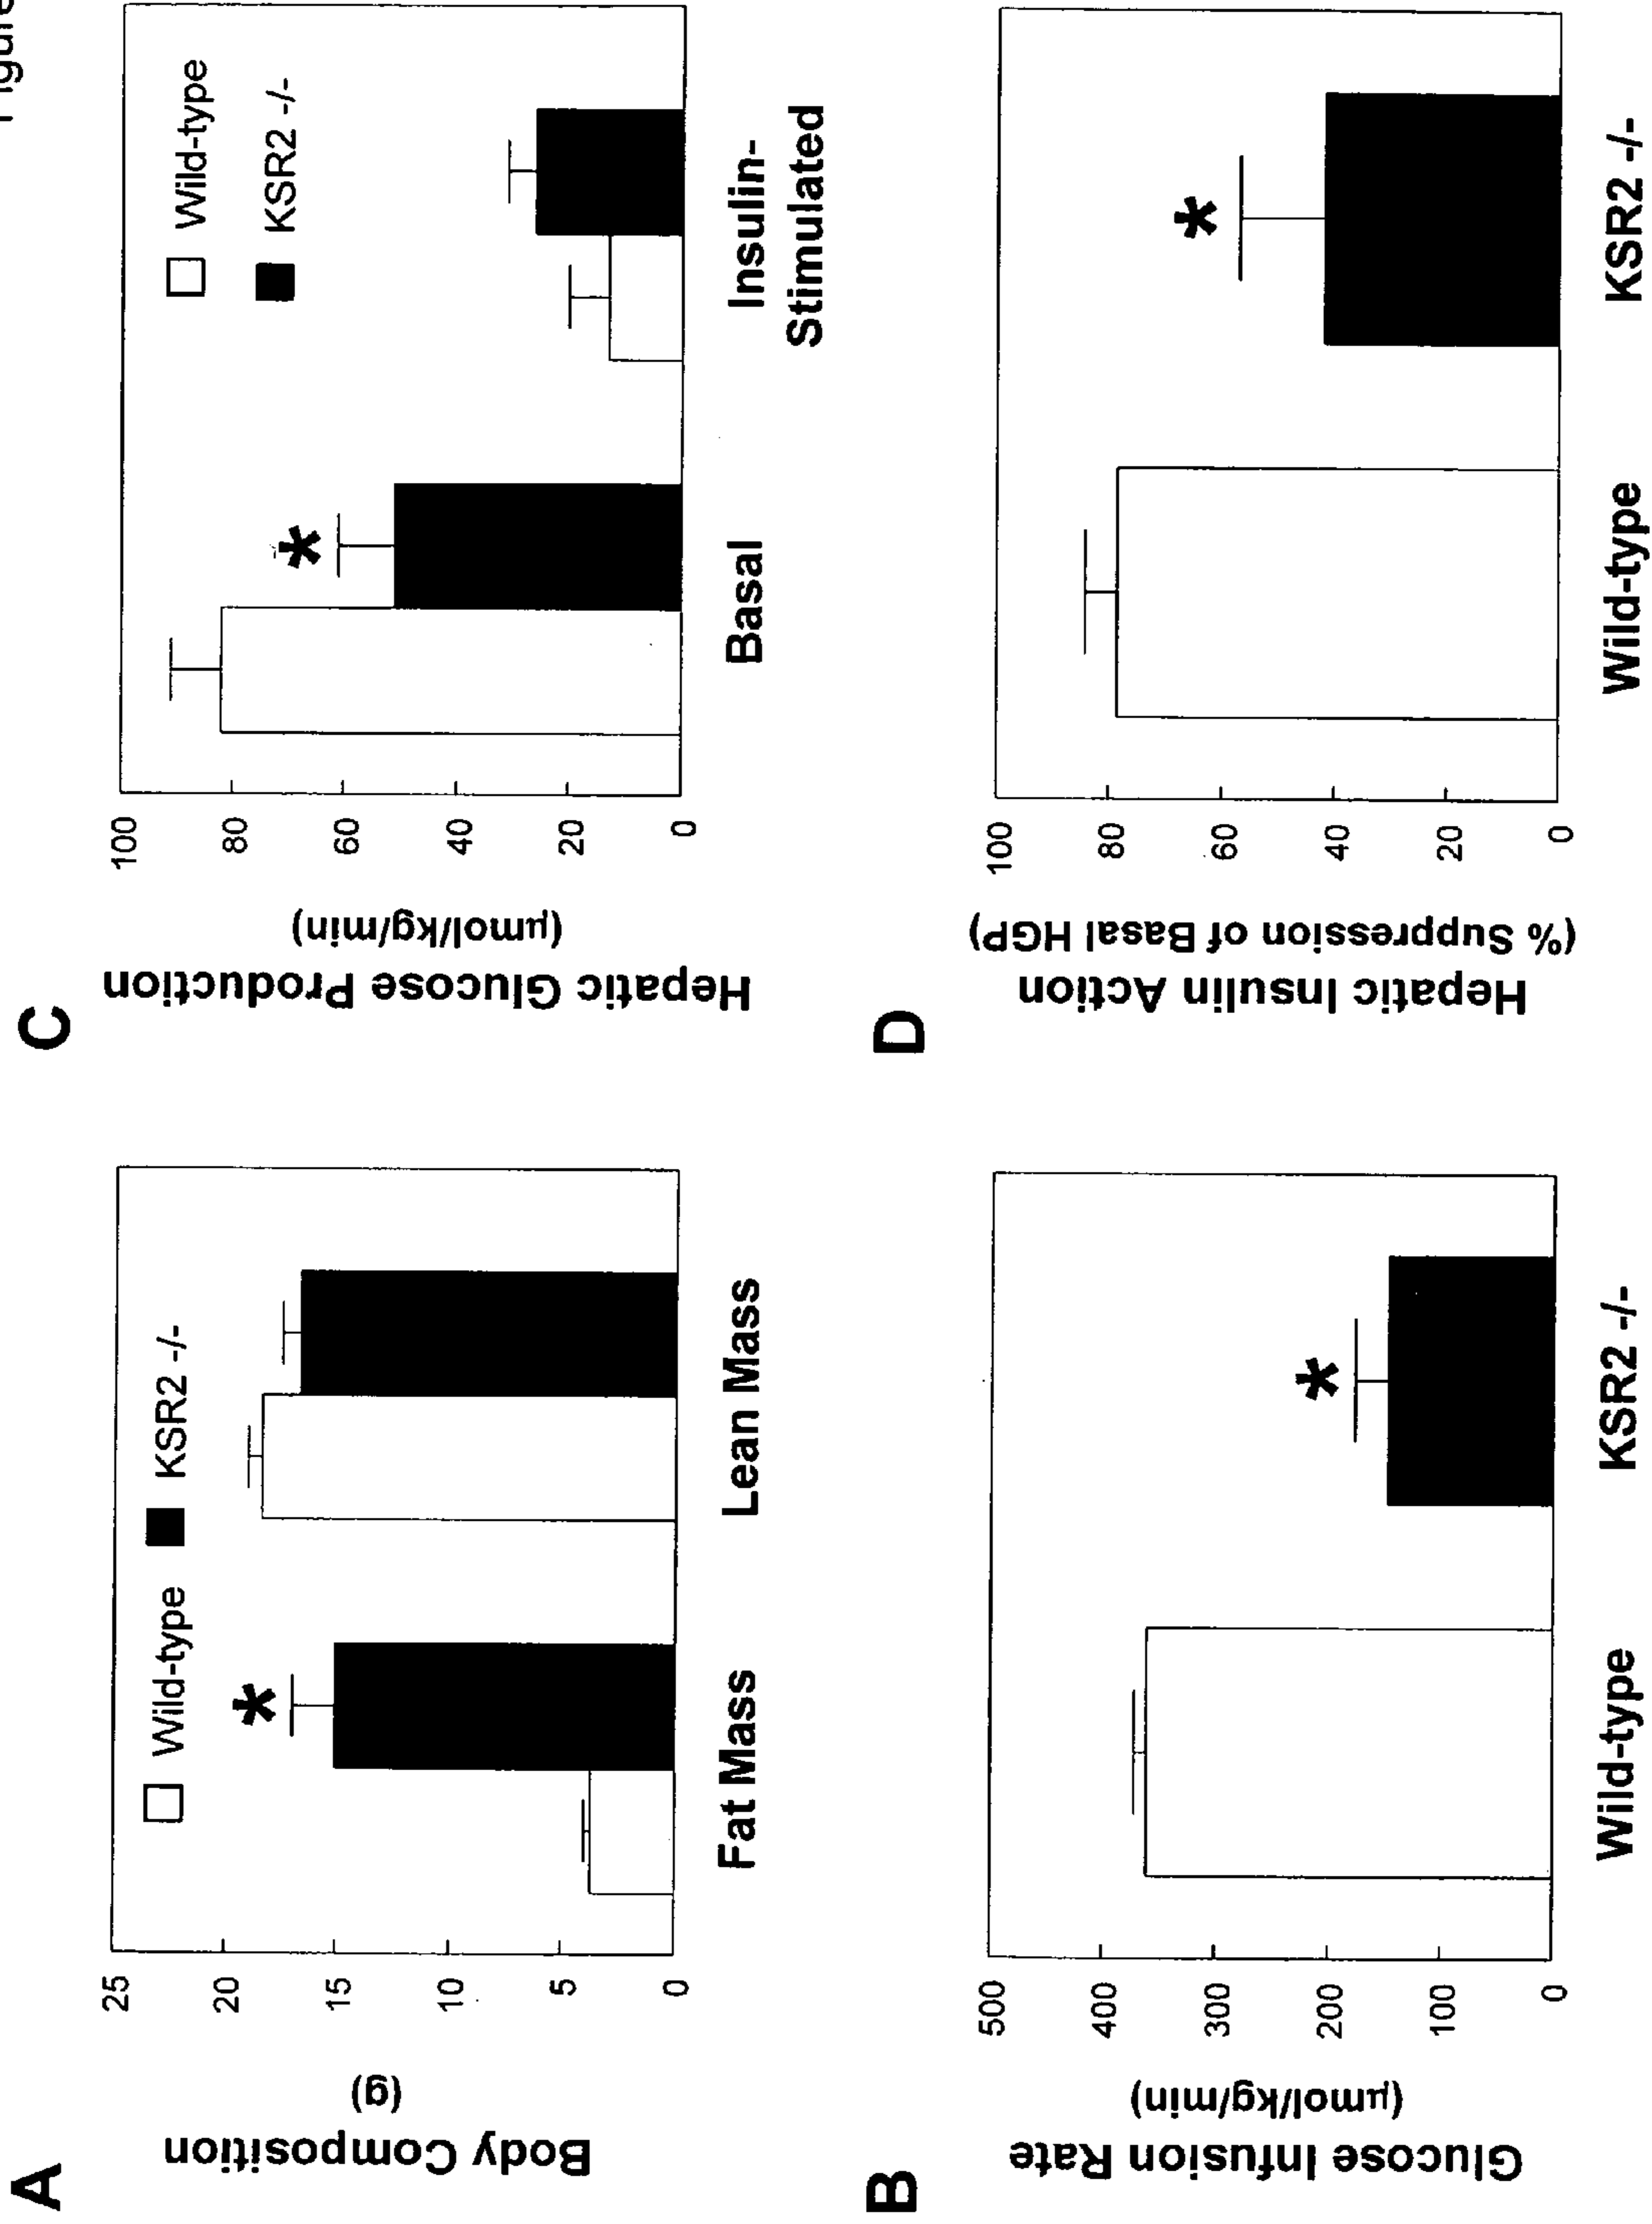 Figure
A
Body Composition
(g)
25
20
15
10
5
0
Wild-type
KSR2 -/-
*
Fat Mass
Lean Mass
B
Glucose Infusion Rate
(µmol/kg/min)
500
400
300
200
100
0
*
Wild-type
KSR2 -/-
C
Hepatic Glucose Production
(µmol/kg/min)
100
80
60
40
20
0
Wild-type
KSR2 -/-
*
Basal
Insulin-
Stimulated
D
Hepatic Insulin Action
(% Suppression of Basal HGP)
100
80
60
40
20
0
*
Wild-type
KSR2 -/-